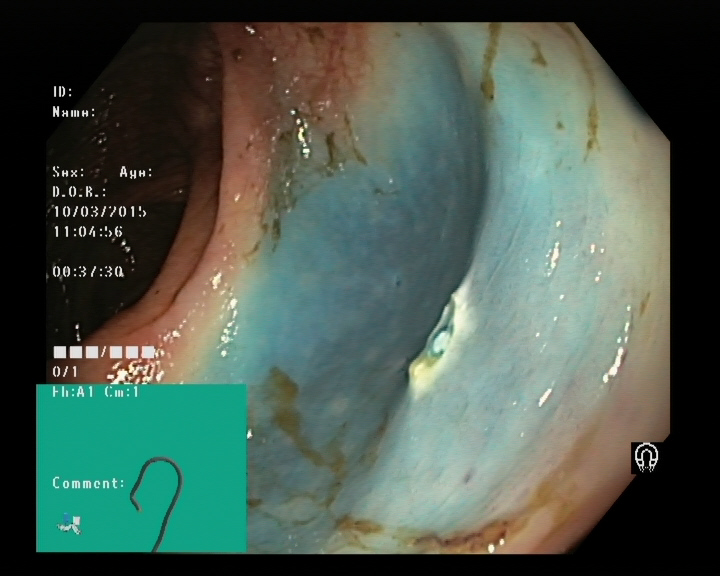 ID:
Name:
Sex: Age:
D.O.B.:
10/03/2015
11:04:56
00:37:30
■■■/■■■
0/1
Eh:A1 Cm:1
Comment: